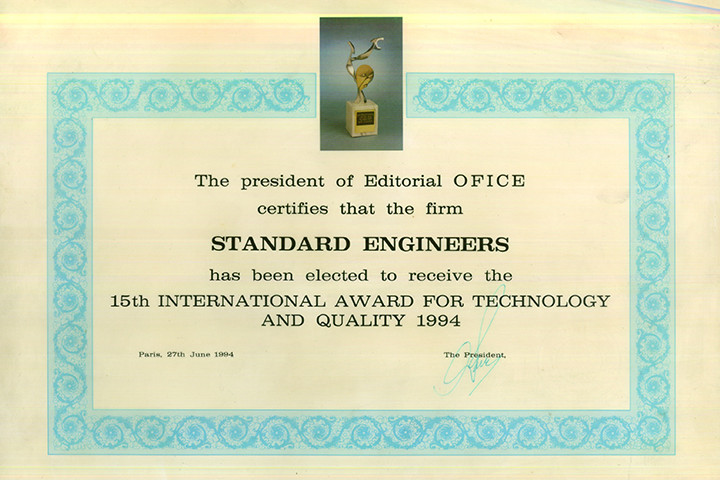 The president of Editorial OFICE
certifies that the firm
STANDARD ENGINEERS
has been elected to receive the
15th INTERNATIONAL AWARD FOR TECHNOLOGY
AND QUALITY 1994
Paris, 27th June 1994
The President,